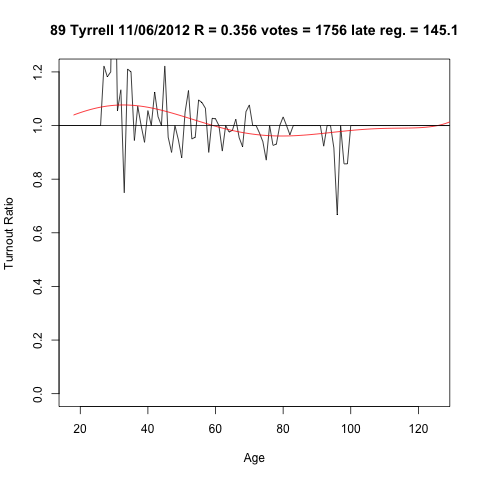 89 Tyrrell 11/06/2012 R = 0.356 votes = 1756 late reg. = 145.1
1.2
1.0
0.8
0.6
0.4
0.2
0.0
Turnout Ratio
20 40 60 80 100 120
Age